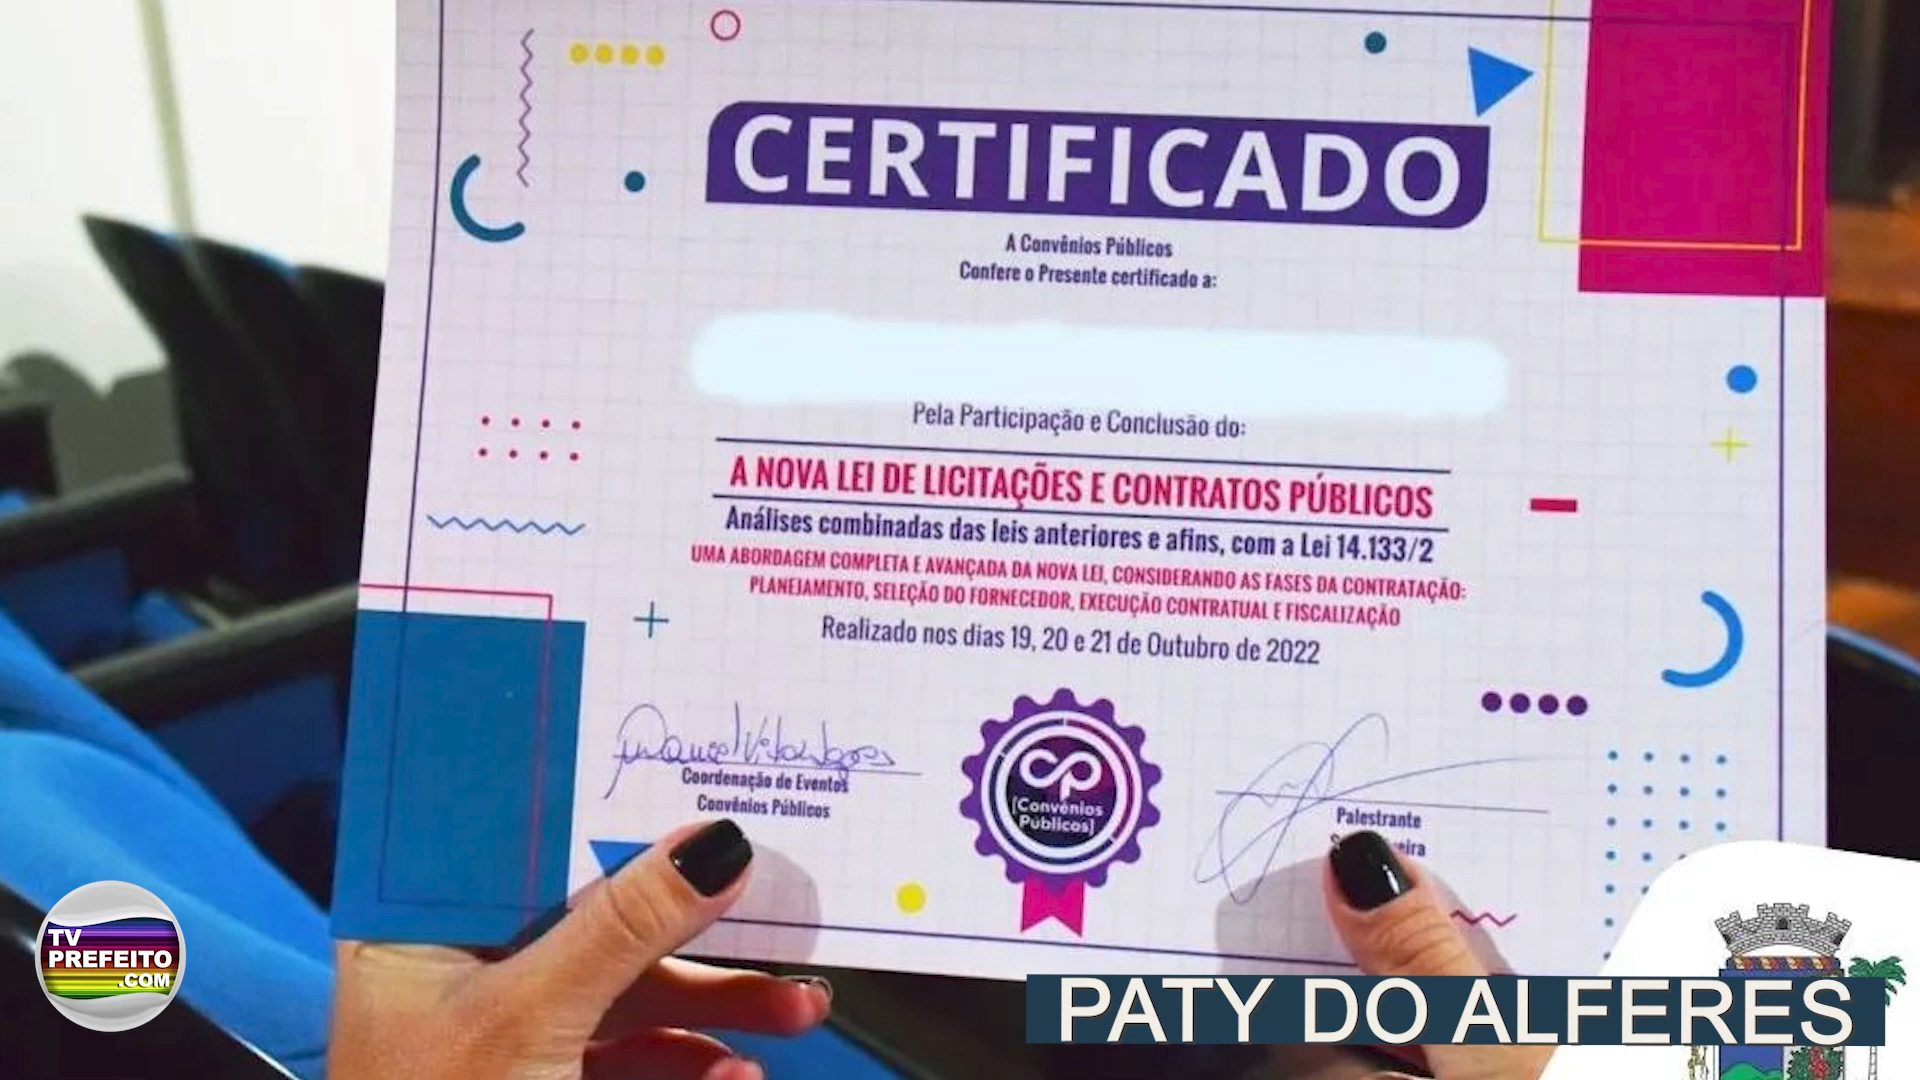 CERTIFICADO
A Convênios Públicos
Confere o Presente certificado a:
Pela Participação e Conclusão do:
A NOVA LEI DE LICITAÇÕES E CONTRATOS PÚBLICOS
Análises combinadas das leis anteriores e afins, com a Lei 14.133/2
UMA ABORDAGEM COMPLETA E AVANÇADA DA NOVA LEI, CONSIDERANDO AS FASES DA CONTRATAÇÃO:
PLANEJAMENTO, SELEÇÃO DO FORNECEDOR, EXECUÇÃO CONTRATUAL E FISCALIZAÇÃO
Realizado nos dias 19, 20 e 21 de Outubro de 2022
Coordenação de Eventos
Convênios Públicos
cp
[Convênios
Públicos]
Palestrante
TV
PREFEITO
.COM
PATY DO ALFERES